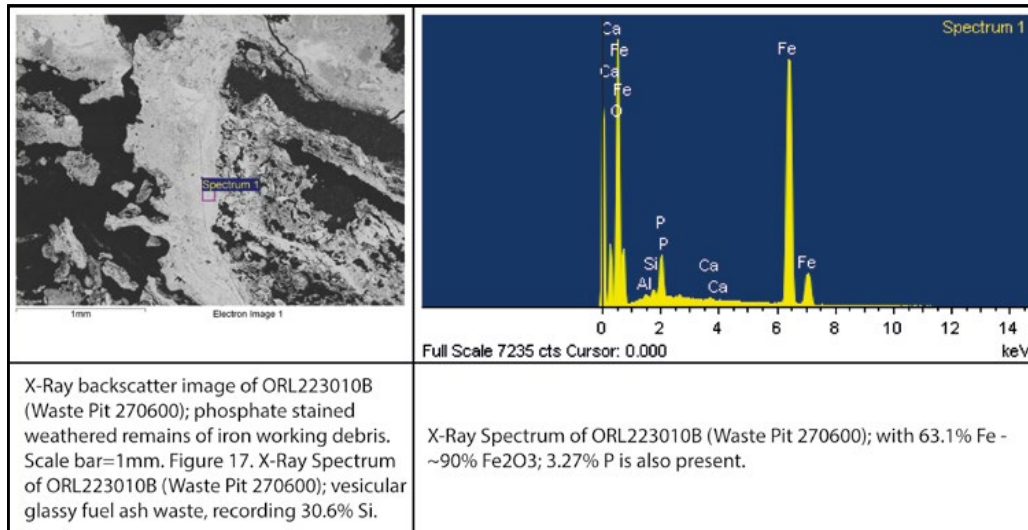 Spectrum 1
1mm
Electron Image 1
Spectrum 1
Ca
Fe
Ca
Fe
O
Al
Si
P
P
Ca
Ca
Fe
Fe
0 2 4 6 8 10 12 14
Full Scale 7235 cts Cursor: 0.000 keV
X-Ray backscatter image of ORL223010B
(Waste Pit 270600); phosphate stained
weathered remains of iron working debris.
Scale bar=1mm. Figure 17. X-Ray Spectrum
of ORL223010B (Waste Pit 270600); vesicular
glassy fuel ash waste, recording 30.6% Si.
X-Ray Spectrum of ORL223010B (Waste Pit 270600); with 63.1% Fe -
~90% Fe2O3; 3.27% P is also present.